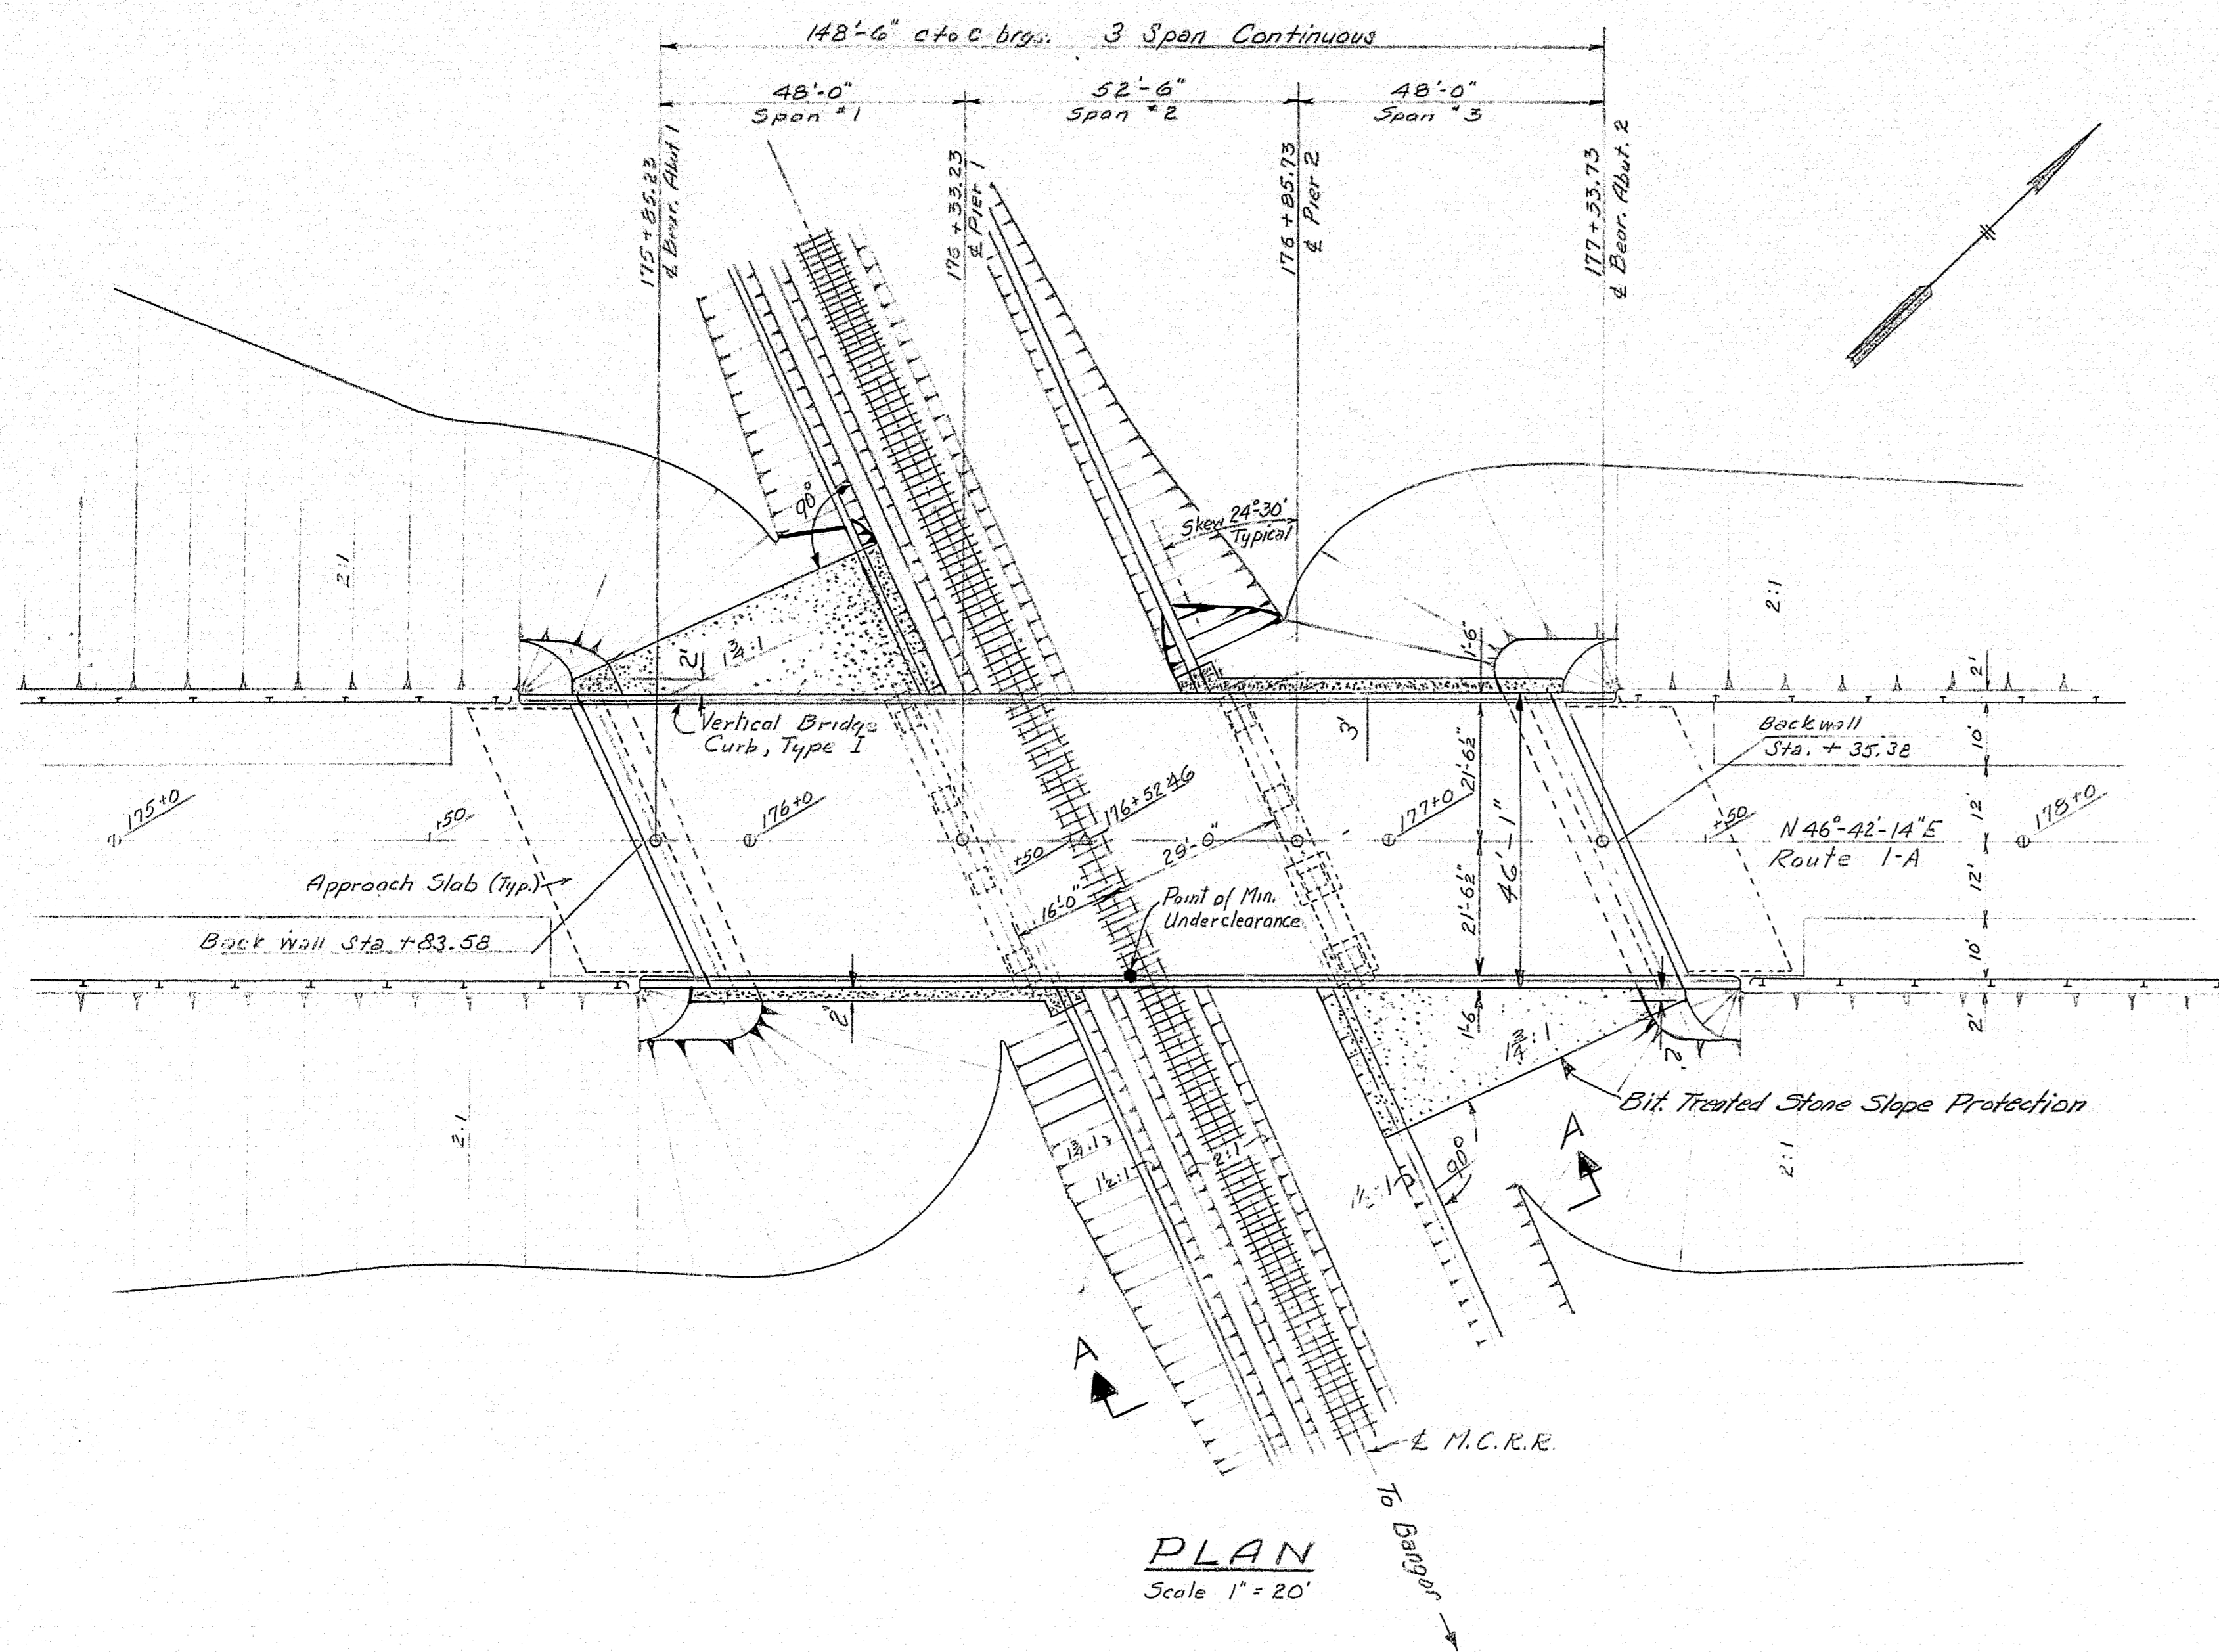 148'-6" c to c brgs. 3 Span Continuous
48'-0"
Span #1
52'-6"
Span #2
48'-0"
Span #3
175+85.23
℄ Bear. Abut. 1
176+33.23
℄ Pier 1
176+85.73
℄ Pier 2
177+33.73
℄ Bear. Abut. 2
90°
Skew 24°-30'
Typical
2:1
2:1
2'
1¾:1
1'-6"
2'
Vertical Bridge
Curb, Type I
3'
21'-6½"
Backwall
Sta. + 35.38
10'
175+0
+50
176+0
+50
176+52.46
29'-0"
177+0
46'-1"
+50
N 46°-42'-14" E
Route 1-A
178+0
12'
12'
Approach Slab (Typ.)
16'-0"
Point of Min.
Underclearance
21'-6½"
Back wall Sta +83.58
10'
2'
2'
1'-6
1¾:1
2'
Bit. Treated Stone Slope Protection
2:1
1¾:1
1½:1
2:1
1½:1
90°
A
2:1
A
℄ M.C.R.R.
To Bangor
PLAN
Scale 1" = 20'